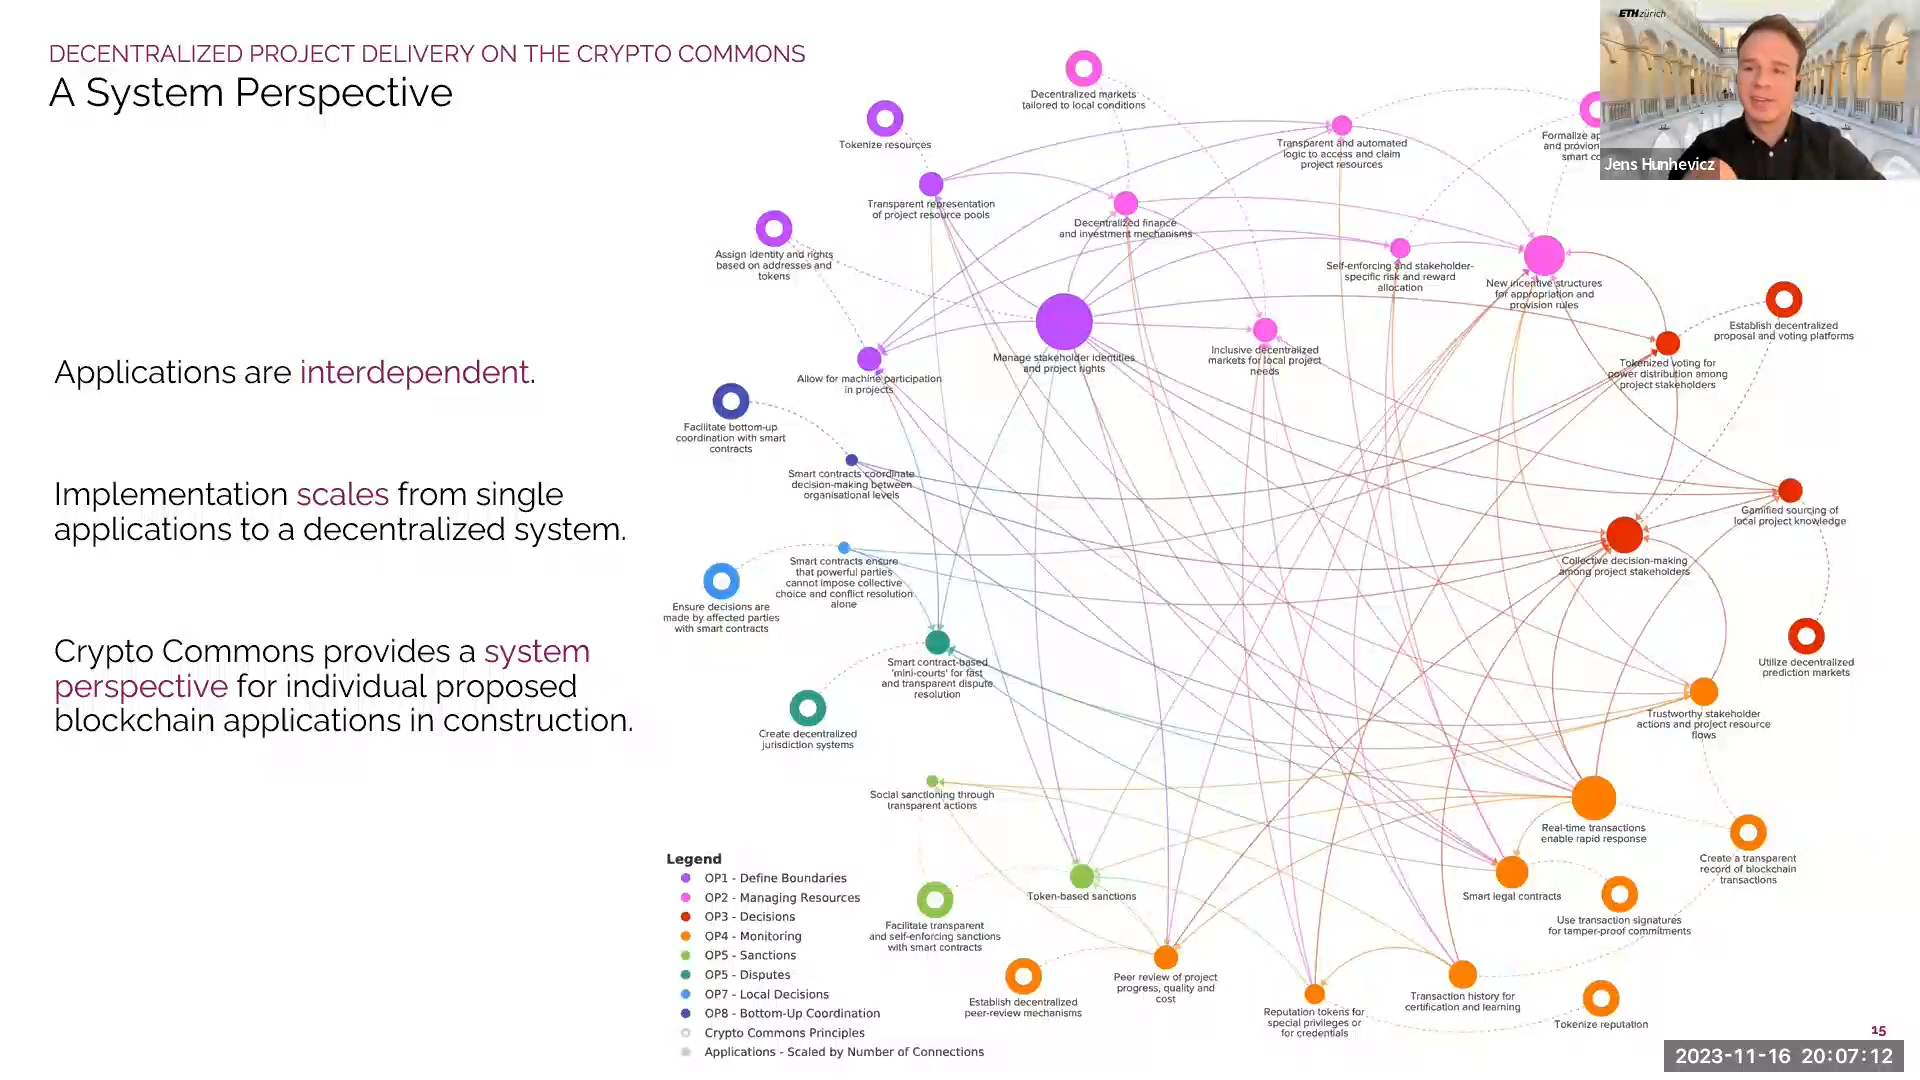 DECENTRALIZED PROJECT DELIVERY ON THE CRYPTO COMMONS
A System Perspective
Applications are interdependent.
Implementation scales from single
applications to a decentralized system.
Crypto Commons provides a system
perspective for individual proposed
blockchain applications in construction.
ETH zürich
Jens Hunhevicz
Decentralized markets
tailored to local conditions
Tokenize resources
Transparent and automated
logic to access and claim
project resources
Formalize
and
smart
Transparent representation
of project resource pools
Decentralized finance
and investment mechanisms
Assign identity and rights
based on addresses and
tokens
Self-enforcing and stakeholder-
specific risk and reward
allocation
New incentive structures
for appropriation and
provision rules
Establish decentralized
proposal and voting platforms
Manage stakeholder identities
and project rights
Inclusive decentralized
markets for local project
needs
Tokenized voting for
power distribution among
project stakeholders
Allow for machine participation
in projects
Facilitate bottom-up
coordination with smart
contracts
Smart contracts coordinate
decision-making between
organisational levels
Gamified sourcing of
local project knowledge
Collective decision-making
among project stakeholders
Smart contracts ensure
that powerful parties
cannot impose collective
choice and conflict resolution
alone
Ensure decisions are
made by affected parties
with smart contracts
Smart contract-based
'mini-courts' for fast
and transparent dispute
resolution
Utilize decentralized
prediction markets
Trustworthy stakeholder
actions and project resource
flows
Create decentralized
jurisdiction systems
Social sanctioning through
transparent actions
Real-time transactions
enable rapid response
Create a transparent
record of blockchain
transactions
Token-based sanctions
Smart legal contracts
Use transaction signatures
for tamper-proof commitments
Facilitate transparent
and self-enforcing sanctions
with smart contracts
Peer review of project
progress, quality and
cost
Establish decentralized
peer-review mechanisms
Reputation tokens for
special privileges or
for credentials
Transaction history for
certification and learning
Tokenize reputation
Legend
OP1 - Define Boundaries
OP2 - Managing Resources
OP3 - Decisions
OP4 - Monitoring
OP5 - Sanctions
OP5 - Disputes
OP7 - Local Decisions
OP8 - Bottom-Up Coordination
Crypto Commons Principles
Applications - Scaled by Number of Connections
15
2023-11-16 20:07:12